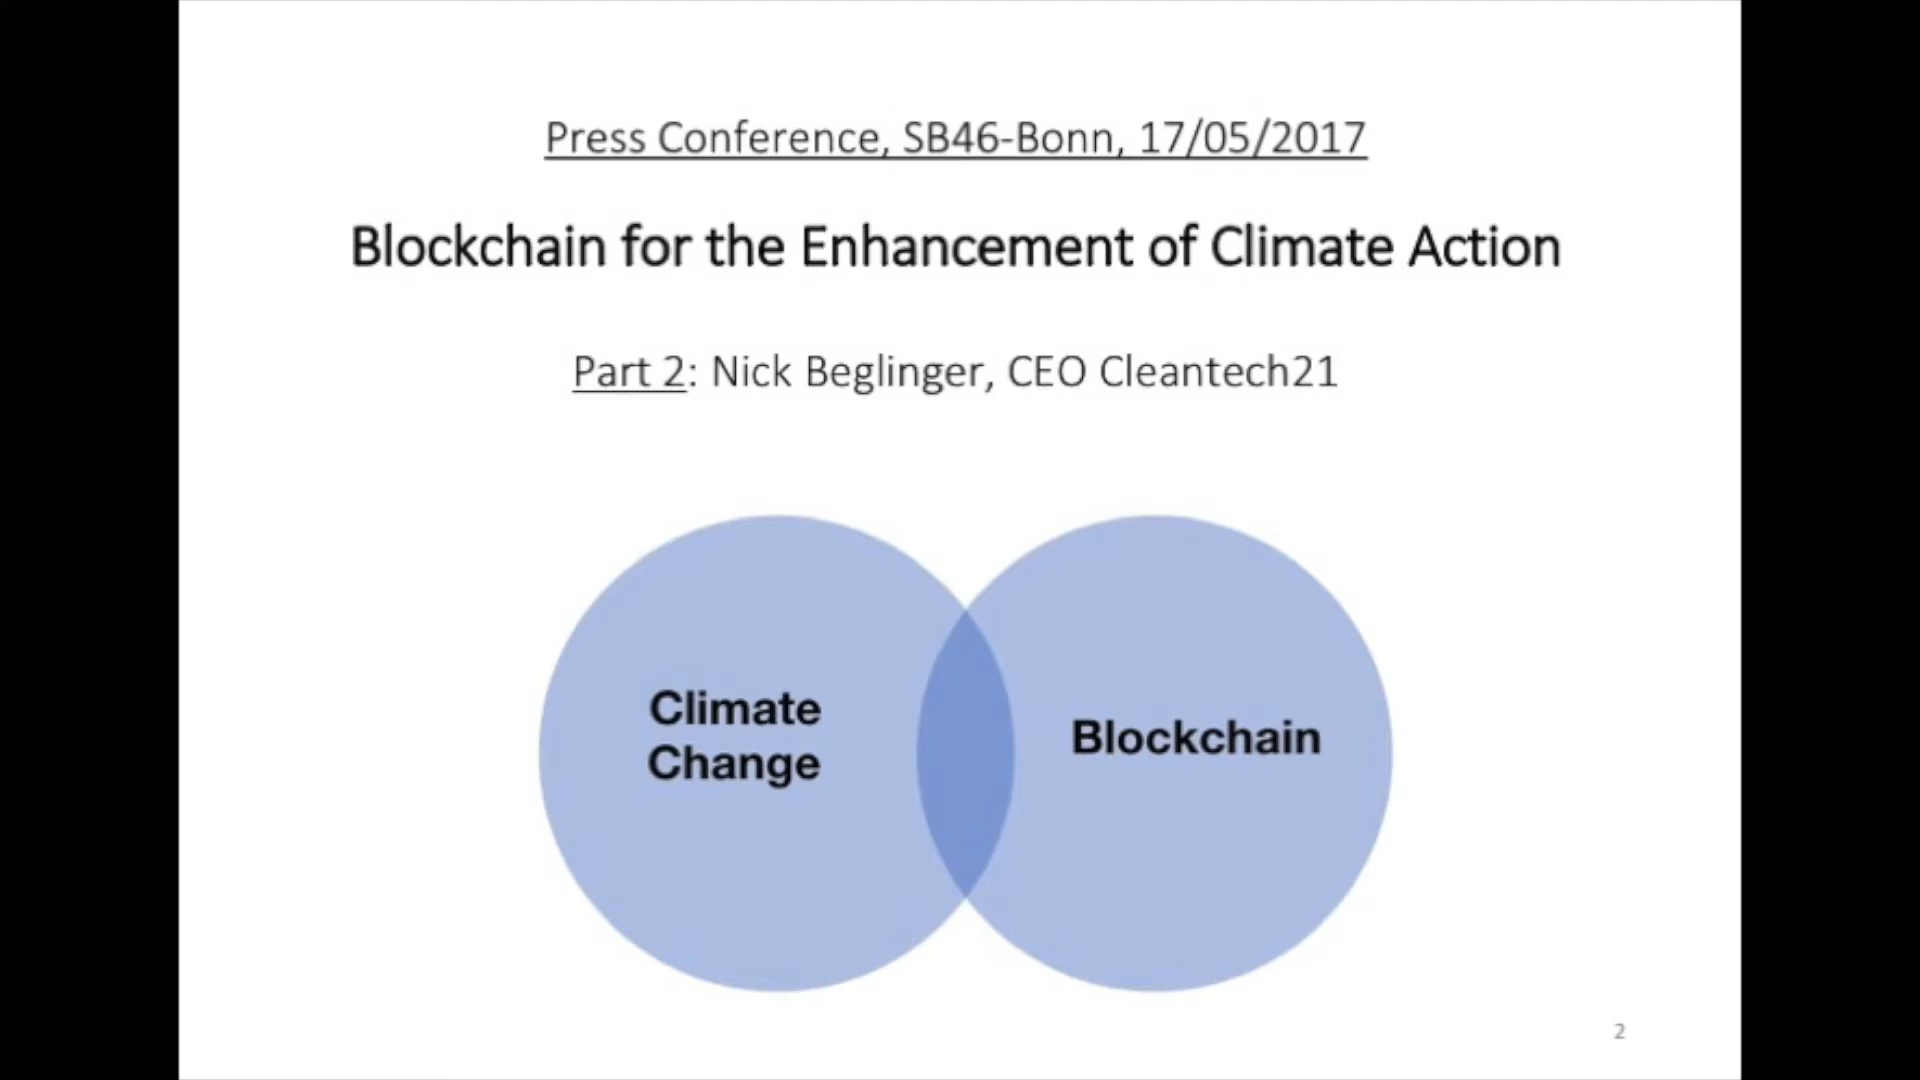 Press Conference, SB46-Bonn, 17/05/2017
Blockchain for the Enhancement of Climate Action
Part 2: Nick Beglinger, CEO Cleantech21
Climate
Change
Blockchain
2